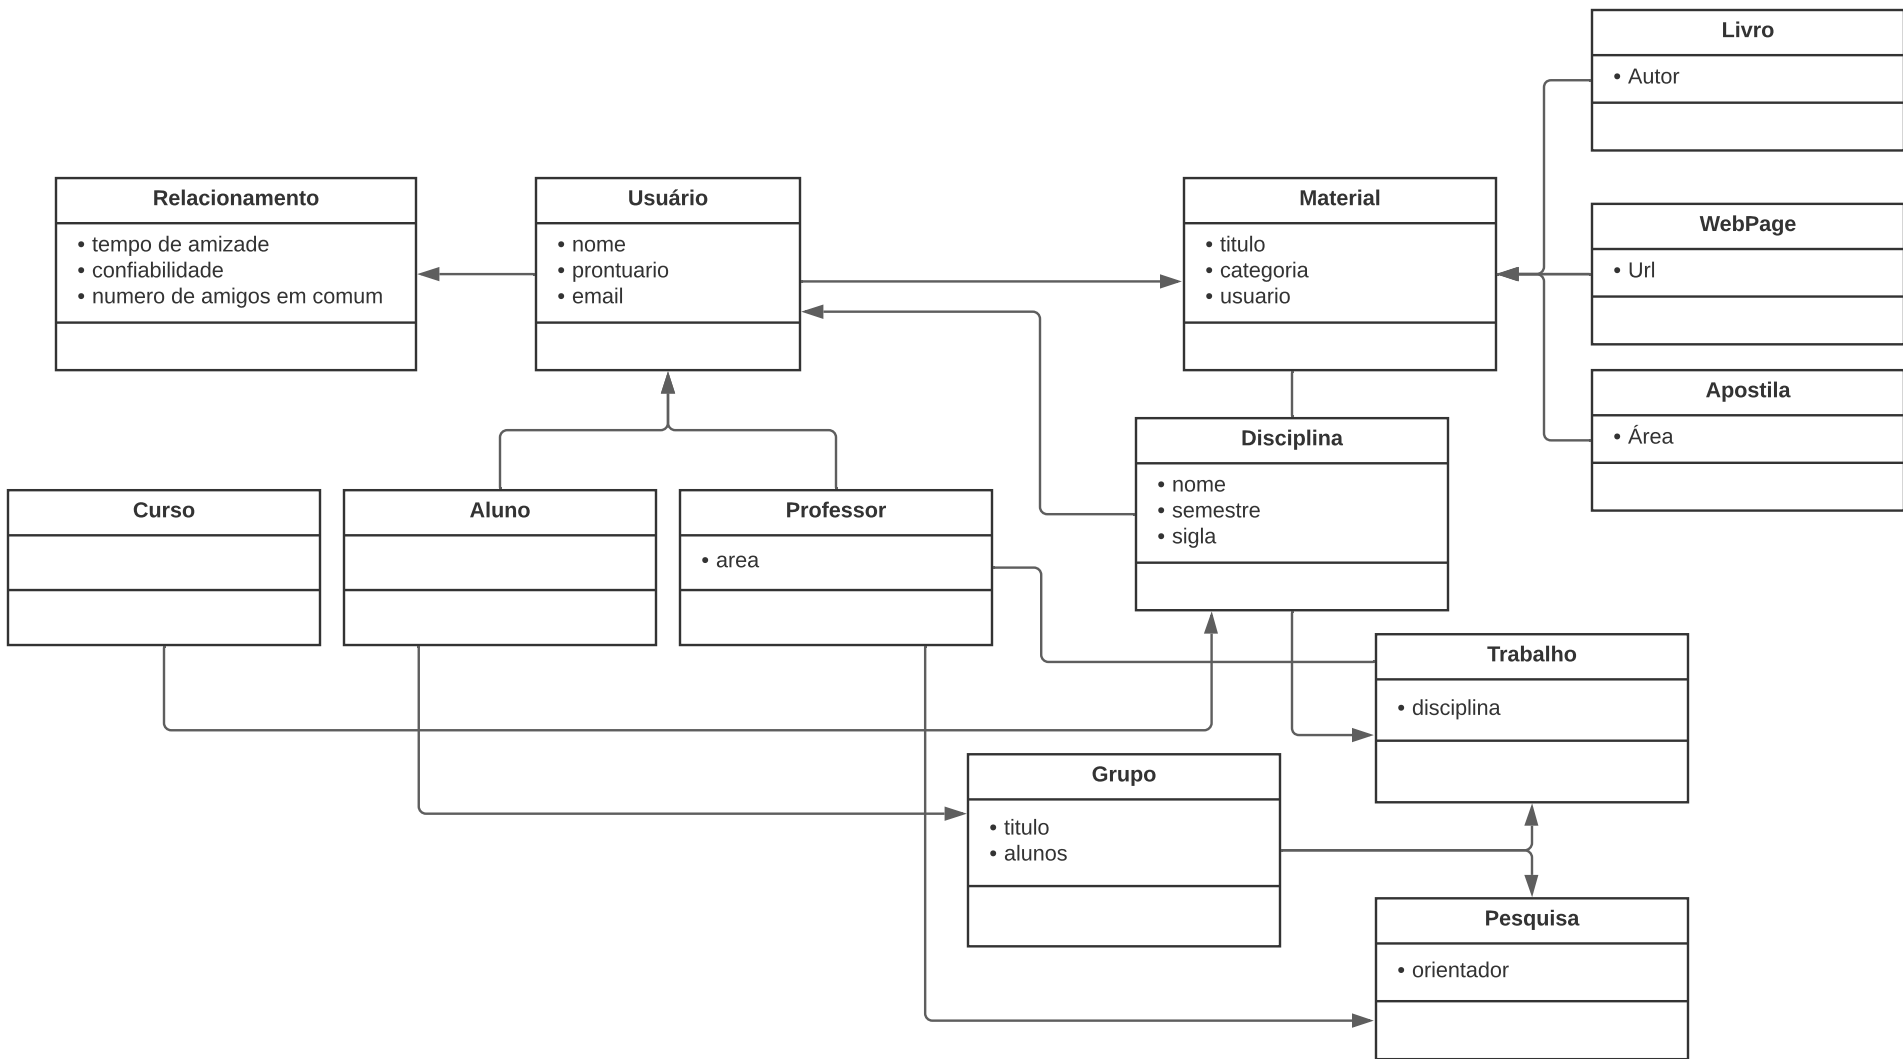 Livro
• Autor
Relacionamento
• tempo de amizade
• confiabilidade
• numero de amigos em comum
Usuário
• nome
• prontuario
• email
Material
• titulo
• categoria
• usuario
WebPage
• Url
Apostila
• Área
Disciplina
• nome
• semestre
• sigla
Curso
Aluno
Professor
• area
Trabalho
• disciplina
Grupo
• titulo
• alunos
Pesquisa
• orientador